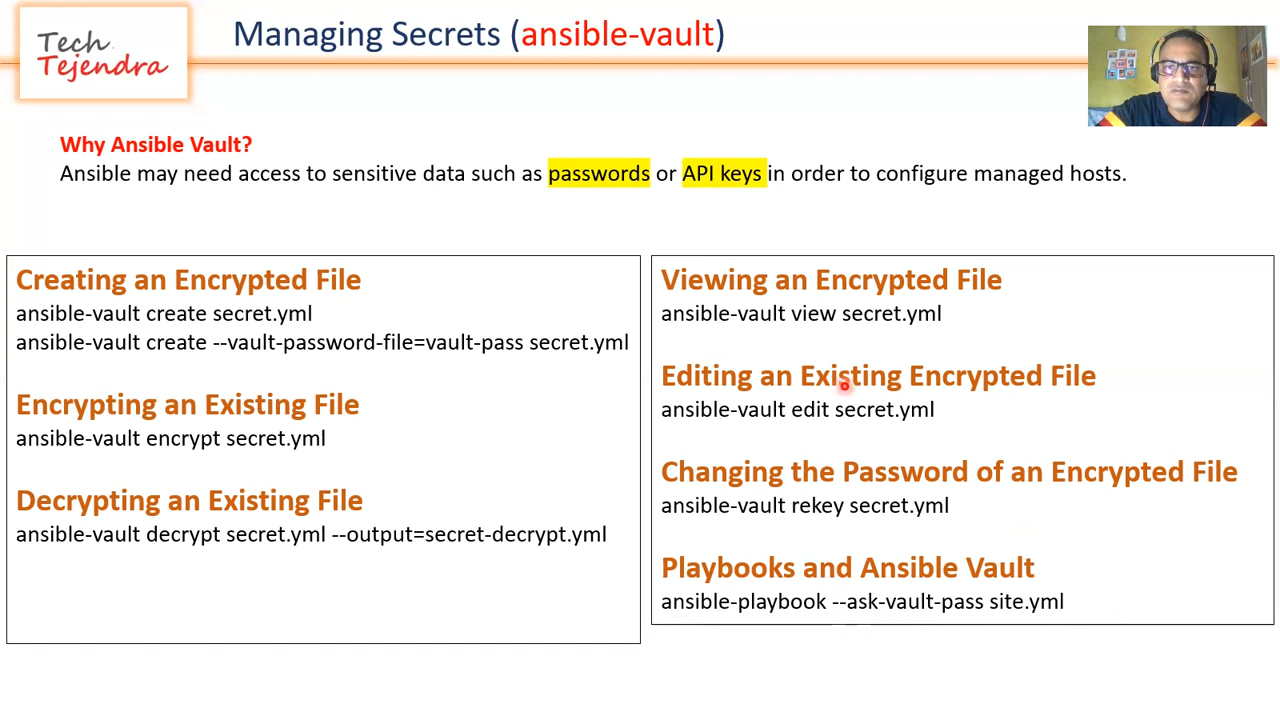 Tech
Tejendra
Managing Secrets (ansible-vault)
Why Ansible Vault?
Ansible may need access to sensitive data such as passwords or API keys in order to configure managed hosts.
Creating an Encrypted File
ansible-vault create secret.yml
ansible-vault create --vault-password-file=vault-pass secret.yml
Encrypting an Existing File
ansible-vault encrypt secret.yml
Decrypting an Existing File
ansible-vault decrypt secret.yml --output=secret-decrypt.yml
Viewing an Encrypted File
ansible-vault view secret.yml
Editing an Existing Encrypted File
ansible-vault edit secret.yml
Changing the Password of an Encrypted File
ansible-vault rekey secret.yml
Playbooks and Ansible Vault
ansible-playbook --ask-vault-pass site.yml